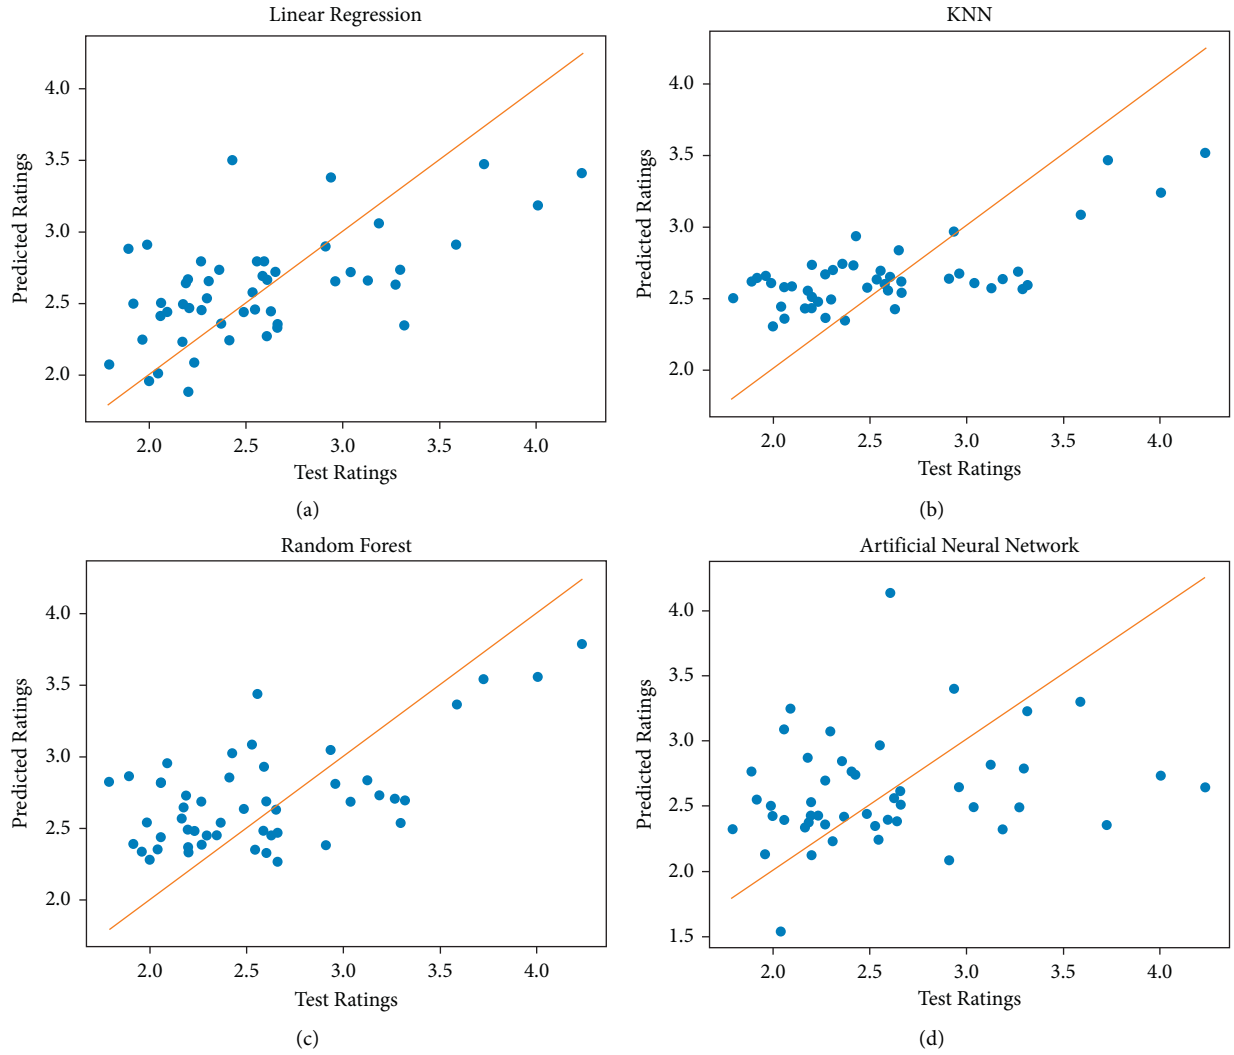 Linear Regression
Predicted Ratings
4.0
3.5
3.0
2.5
2.0
2.0 2.5 3.0 3.5 4.0
Test Ratings
(a)
KNN
Predicted Ratings
4.0
3.5
3.0
2.5
2.0
2.0 2.5 3.0 3.5 4.0
Test Ratings
(b)
Random Forest
Predicted Ratings
4.0
3.5
3.0
2.5
2.0
2.0 2.5 3.0 3.5 4.0
Test Ratings
(c)
Artificial Neural Network
Predicted Ratings
4.0
3.5
3.0
2.5
2.0
1.5
2.0 2.5 3.0 3.5 4.0
Test Ratings
(d)